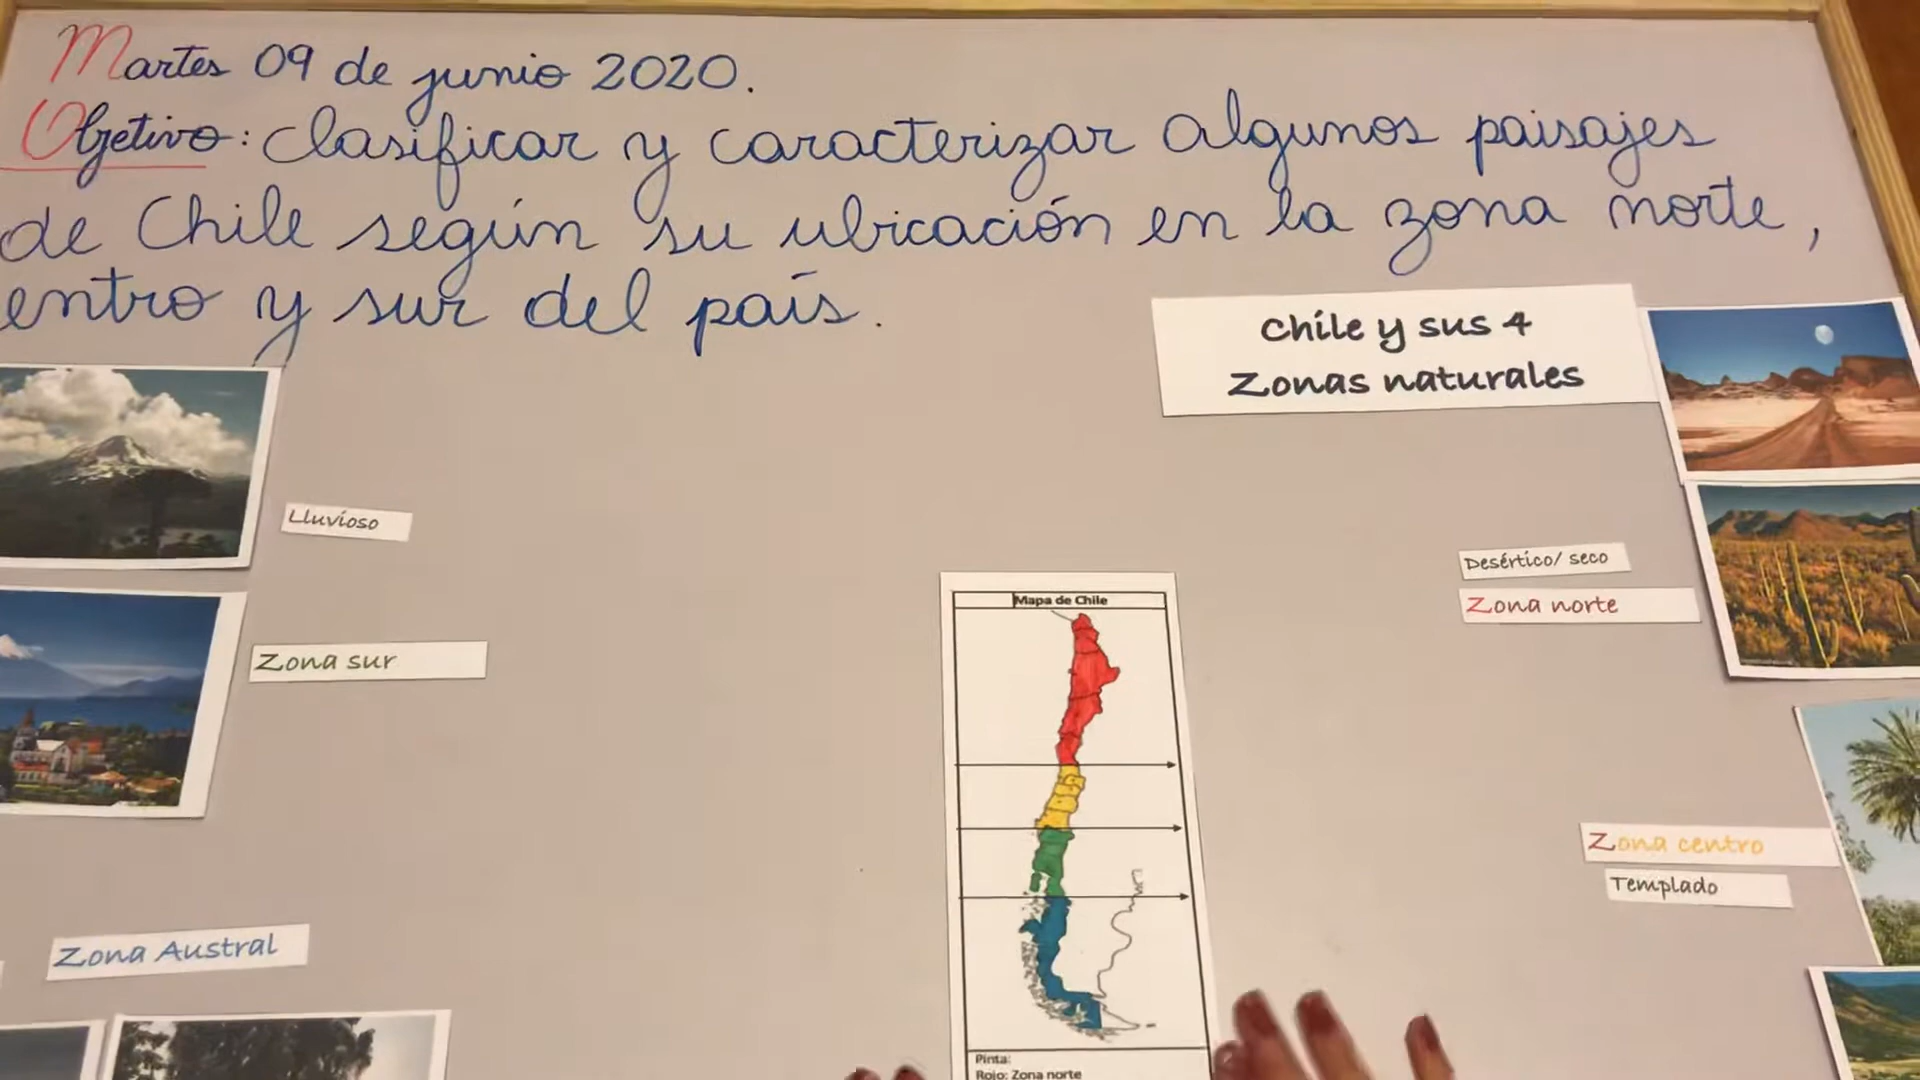 Martes 09 de junio 2020.
Objetivo: Clasificar y caracterizar algunos paisajes
de Chile según su ubicación en la zona norte,
entro y sur del país.
Chile y sus 4
Zonas naturales
Lluvioso
Zona sur
Zona Austral
Desértico/ seco
Zona norte
Zona centro
Templado
Mapa de Chile
Pinta:
Rojo: Zona norte